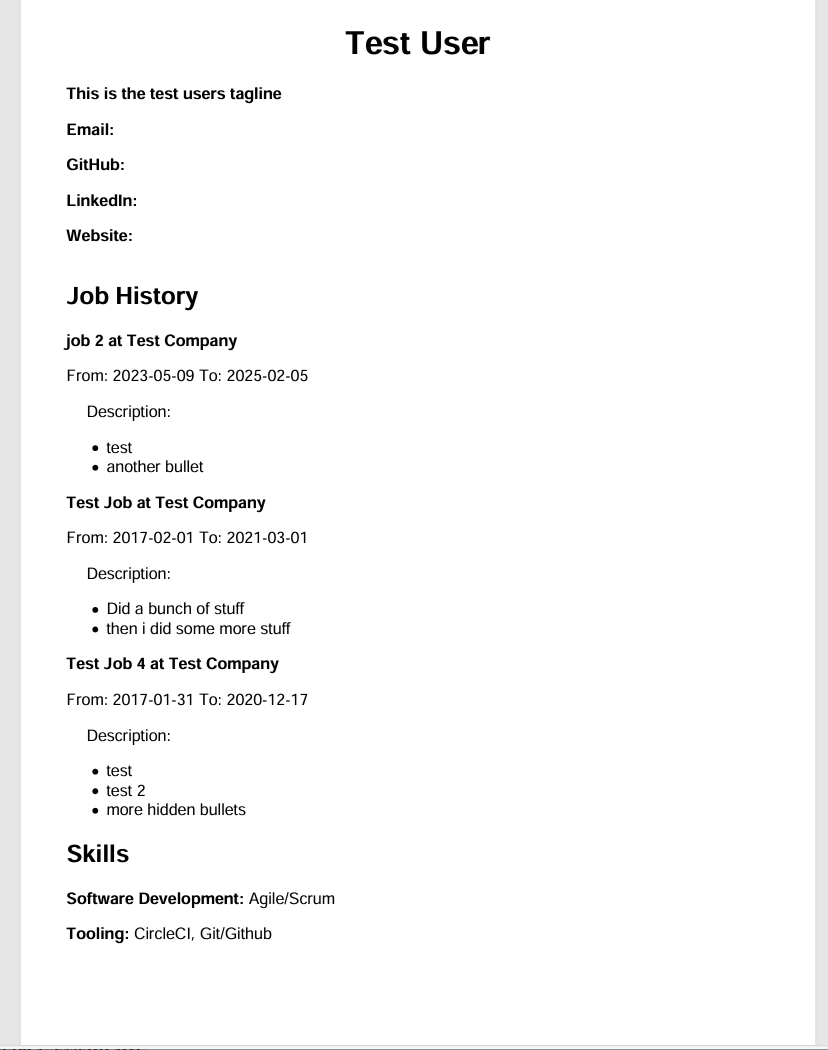 Test User
This is the test users tagline
Email:
GitHub:
LinkedIn:
Website:
Job History
job 2 at Test Company
From: 2023-05-09 To: 2025-02-05
Description:
• test
• another bullet
Test Job at Test Company
From: 2017-02-01 To: 2021-03-01
Description:
• Did a bunch of stuff
• then i did some more stuff
Test Job 4 at Test Company
From: 2017-01-31 To: 2020-12-17
Description:
• test
• test 2
• more hidden bullets
Skills
Software Development: Agile/Scrum
Tooling: CircleCI, Git/Github